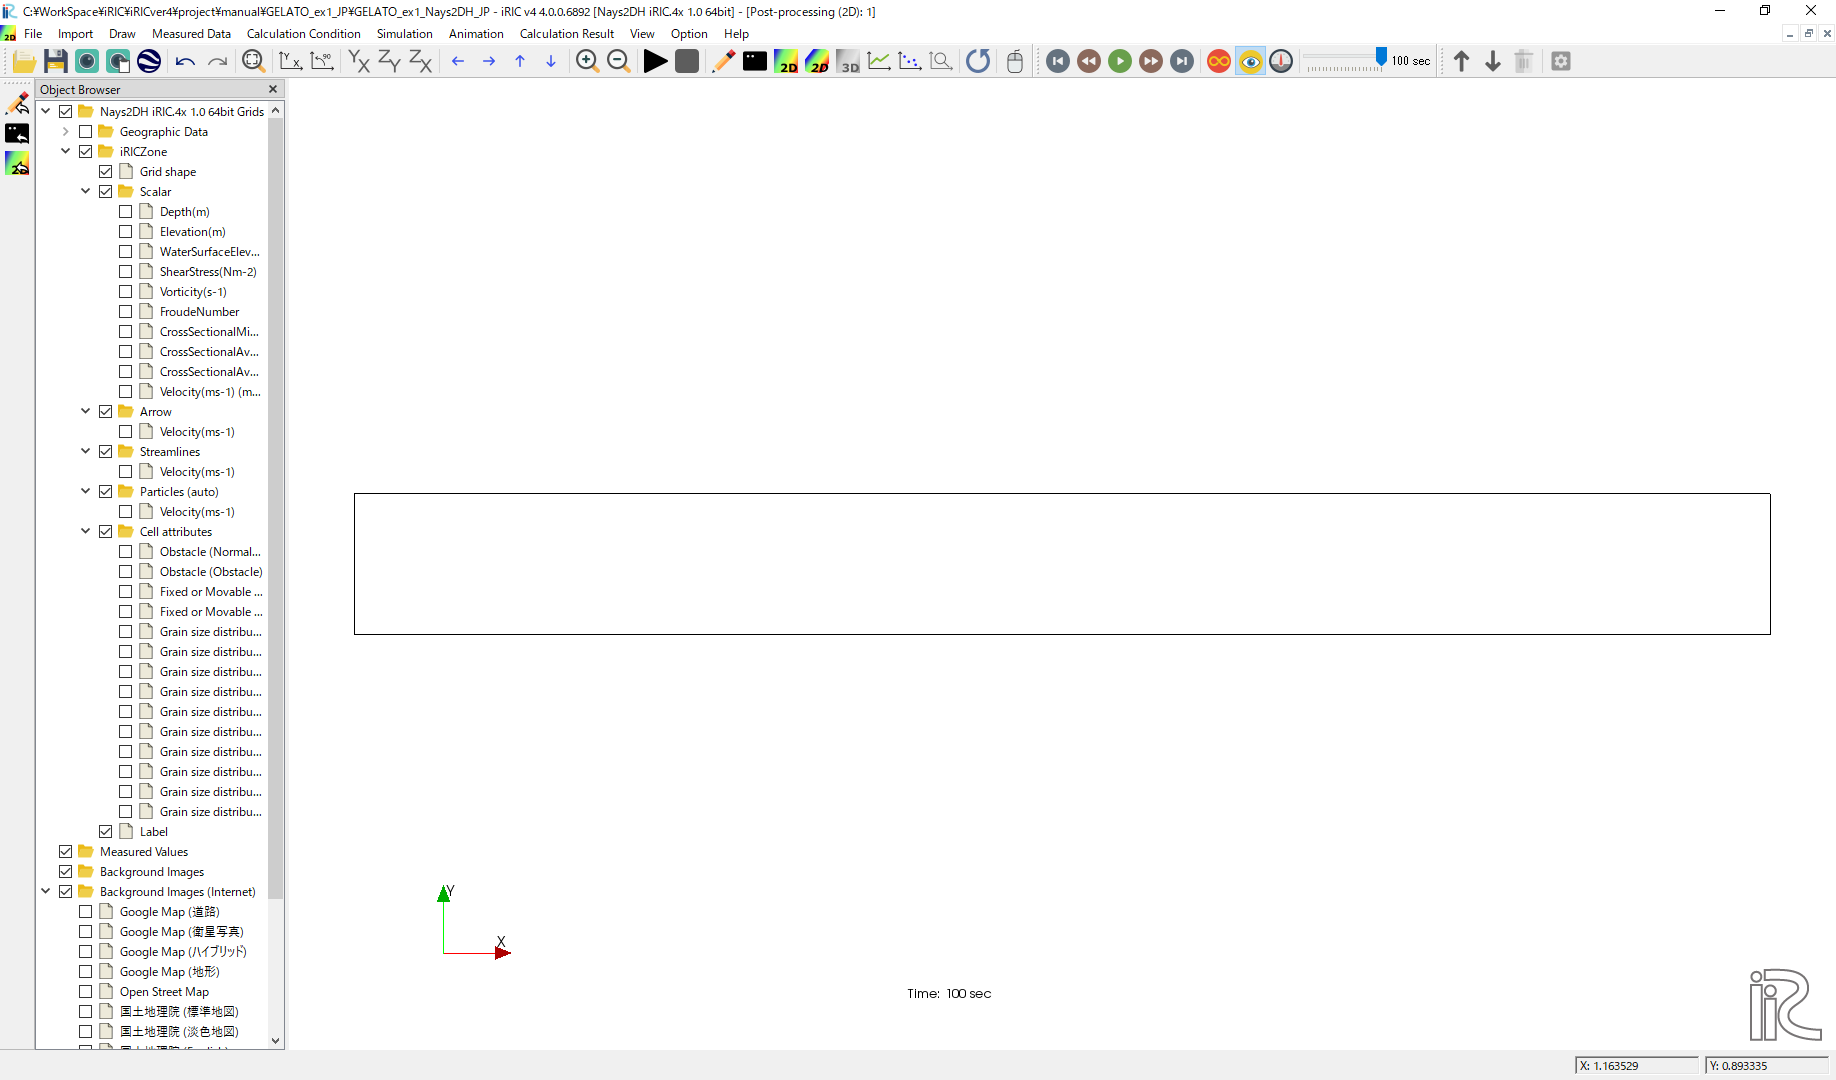 C:¥WorkSpace¥iRIC¥iRICver4¥project¥manual¥GELATO_ex1_JP¥GELATO_ex1_Nays2DH_JP - iRIC v4 4.0.0.6892 [Nays2DH iRIC.4x 1.0 64bit] - [Post-processing (2D): 1]
File Import Draw Measured Data Calculation Condition Simulation Animation Calculation Result View Option Help
100 sec
Object Browser
Nays2DH iRIC.4x 1.0 64bit Grids
Geographic Data
iRICZone
Grid shape
Scalar
Depth(m)
Elevation(m)
WaterSurfaceElev...
ShearStress(Nm-2)
Vorticity(s-1)
FroudeNumber
CrossSectionalMi...
CrossSectionalAv...
CrossSectionalAv...
Velocity(ms-1) (m...
Arrow
Velocity(ms-1)
Streamlines
Velocity(ms-1)
Particles (auto)
Velocity(ms-1)
Cell attributes
Obstacle (Normal...
Obstacle (Obstacle)
Fixed or Movable ...
Fixed or Movable ...
Grain size distribu...
Grain size distribu...
Grain size distribu...
Grain size distribu...
Grain size distribu...
Grain size distribu...
Grain size distribu...
Grain size distribu...
Grain size distribu...
Grain size distribu...
Label
Measured Values
Background Images
Background Images (Internet)
Google Map (道路)
Google Map (衛星写真)
Google Map (ハイブリッド)
Google Map (地形)
Open Street Map
国土地理院 (標準地図)
国土地理院 (淡色地図)
Y
X
Time: 100 sec
iRIC
X: 1.163529
Y: 0.893335